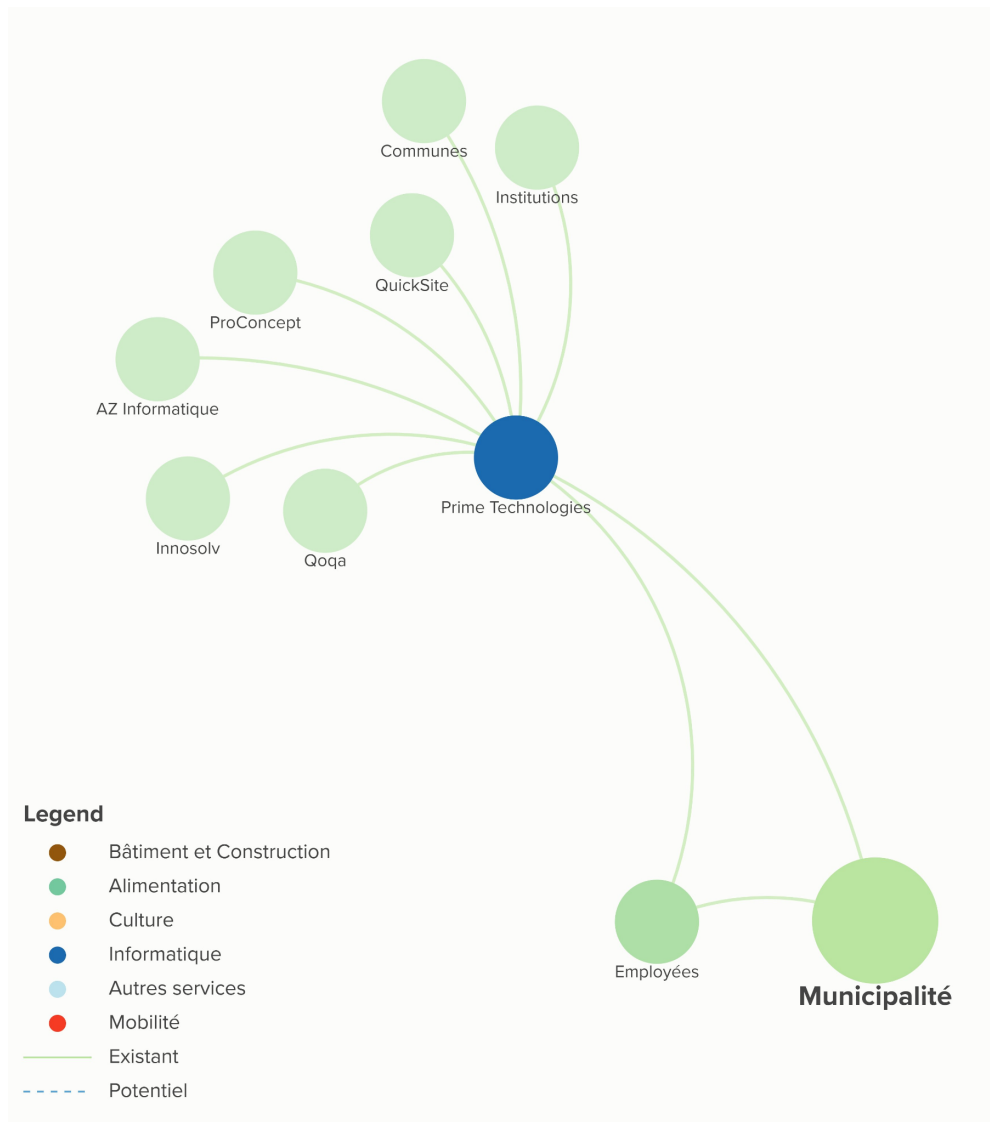 Communes
Institutions
QuickSite
ProConcept
AZ Informatique
Prime Technologies
Innosolv
Qoqa
Employées
Municipalité
Legend
Bâtiment et Construction
Alimentation
Culture
Informatique
Autres services
Mobilité
Existant
Potentiel